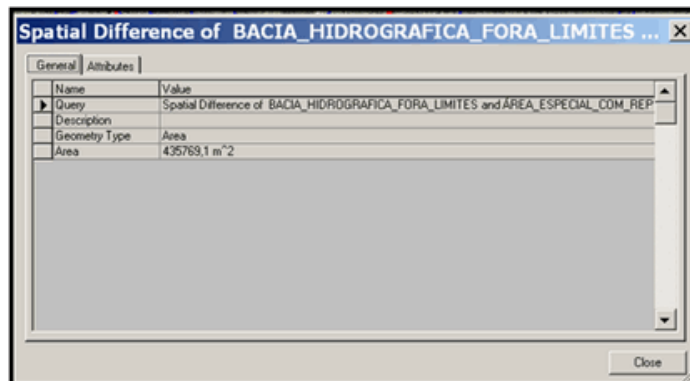 Spatial Difference of BACIA_HIDROGRAFICA_FORA_LIMITES ...
General Attributes
Name Value
Query Spatial Difference of BACIA_HIDROGRAFICA_FORA_LIMITES and ÁREA_ESPECIAL_COM_REP
Description
Geometry Type Area
Area 435769,1 m^2
Close